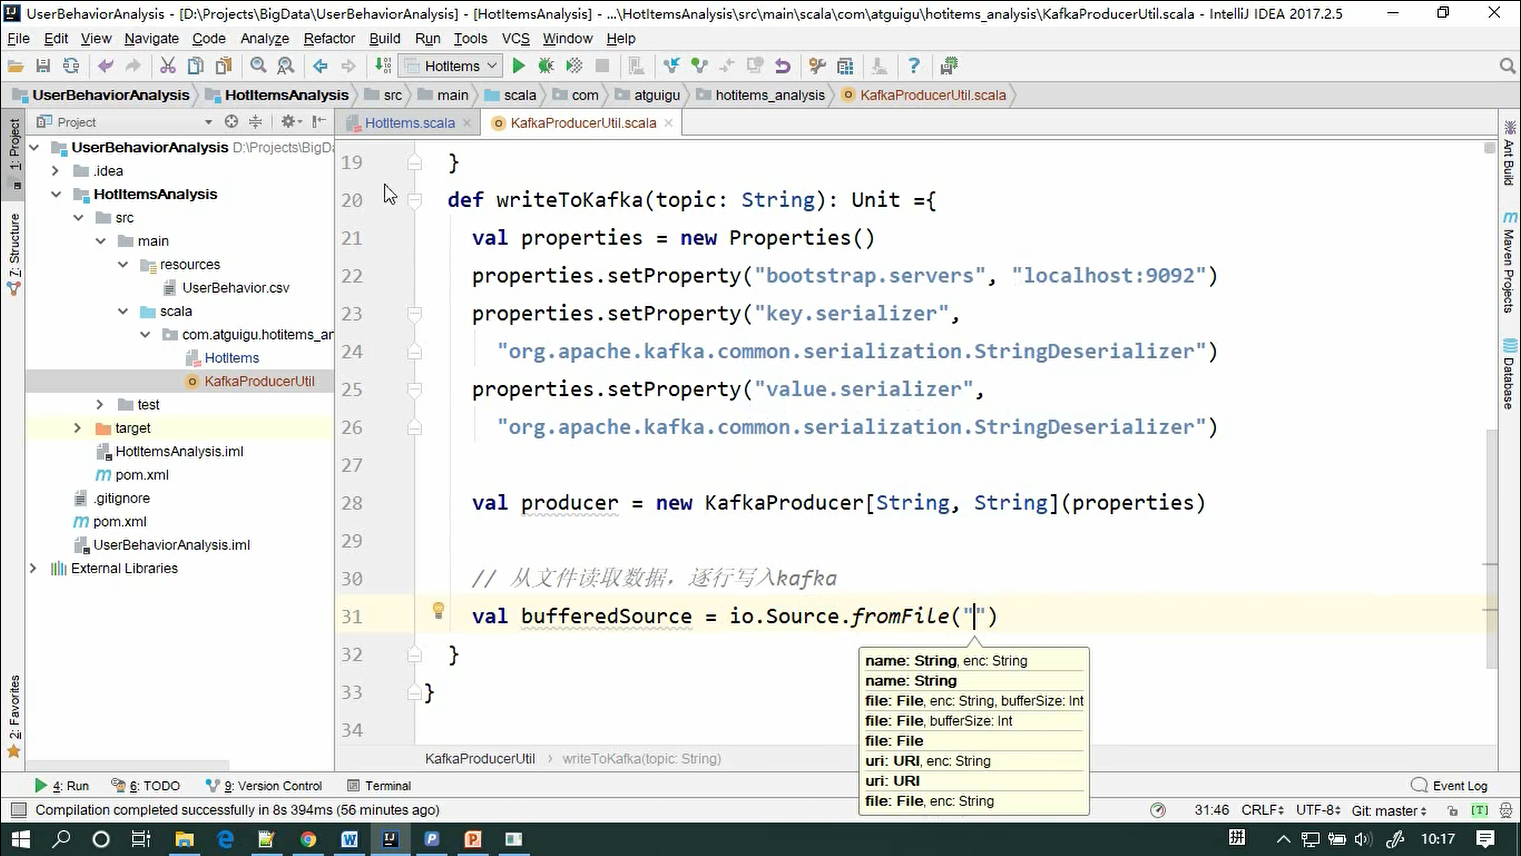 UserBehaviorAnalysis - [D:\Projects\BigData\UserBehaviorAnalysis] - [HotItemsAnalysis] - ...\HotItemsAnalysis\src\main\scala\com\atguigu\hotitems_analysis\KafkaProducerUtil.scala - IntelliJ IDEA 2017.2.5
File Edit View Navigate Code Analyze Refactor Build Run Tools VCS Window Help
HotItems
UserBehaviorAnalysis HotItemsAnalysis src main scala com atguigu hotitems_analysis KafkaProducerUtil.scala
Project
HotItems.scala KafkaProducerUtil.scala
1: Project
7: Structure
2: Favorites
UserBehaviorAnalysis D:\Projects\BigDa
.idea
HotItemsAnalysis
src
main
resources
UserBehavior.csv
scala
com.atguigu.hotitems_an
HotItems
KafkaProducerUtil
test
target
HotItemsAnalysis.iml
pom.xml
.gitignore
pom.xml
UserBehaviorAnalysis.iml
External Libraries
19 }
20 def writeToKafka(topic: String): Unit ={
21 val properties = new Properties()
22 properties.setProperty("bootstrap.servers", "localhost:9092")
23 properties.setProperty("key.serializer",
24 "org.apache.kafka.common.serialization.StringDeserializer")
25 properties.setProperty("value.serializer",
26 "org.apache.kafka.common.serialization.StringDeserializer")
27
28 val producer = new KafkaProducer[String, String](properties)
29
30 // 从文件读取数据，逐行写入kafka
31 val bufferedSource = io.Source.fromFile("")
32 }
33 }
34
name: String, enc: String
name: String
file: File, enc: String, bufferSize: Int
file: File, bufferSize: Int
file: File
uri: URI, enc: String
uri: URI
file: File, enc: String
KafkaProducerUtil writeToKafka(topic: String)
Ant Build
Maven Projects
Database
4: Run 6: TODO 9: Version Control Terminal Event Log
Compilation completed successfully in 8s 394ms (56 minutes ago) 31:46 CRLF UTF-8 Git: master [T]
拼 10:17